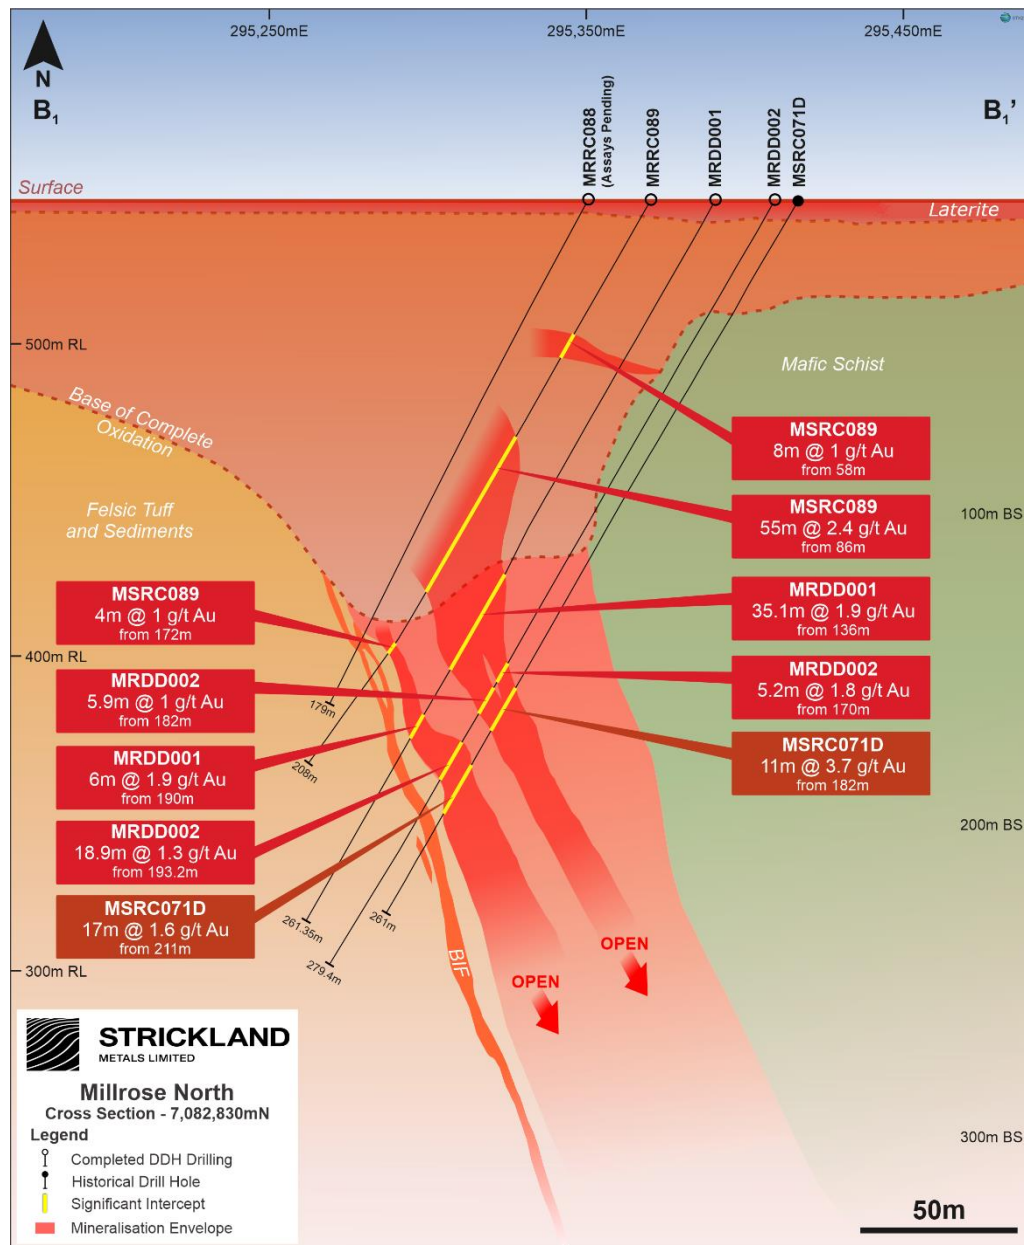 295,250mE
295,350mE
295,450mE
N
B₁
B₁’
MRRC088
(Assays Pending)
MRRC089
MRDD001
MRDD002
MSRC071D
Surface
Laterite
500m RL
Mafic Schist
Base of Complete
Oxidation
MSRC089
8m @ 1 g/t Au
from 58m
Felsic Tuff
and Sediments
MSRC089
55m @ 2.4 g/t Au
from 86m
100m BS
MSRC089
4m @ 1 g/t Au
from 172m
MRDD001
35.1m @ 1.9 g/t Au
from 136m
400m RL
MRDD002
5.9m @ 1 g/t Au
from 182m
MRDD002
5.2m @ 1.8 g/t Au
from 170m
179m
MRDD001
6m @ 1.9 g/t Au
from 190m
MSRC071D
11m @ 3.7 g/t Au
from 182m
208m
MRDD002
18.9m @ 1.3 g/t Au
from 193.2m
200m BS
MSRC071D
17m @ 1.6 g/t Au
from 211m
261.35m
261m
279.4m
BIF
OPEN
OPEN
300m RL
STRICKLAND
METALS LIMITED
Millrose North
Cross Section - 7,082,830mN
Legend
Completed DDH Drilling
Historical Drill Hole
Significant Intercept
Mineralisation Envelope
300m BS
50m